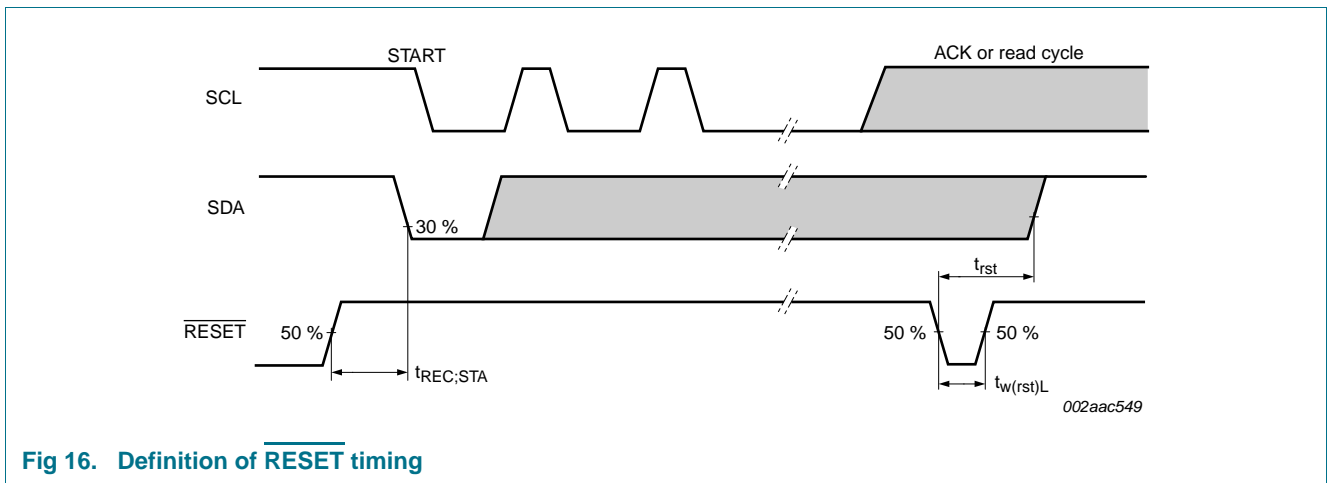 START
ACK or read cycle
SCL
SDA
30 %
t_rst
RESET
50 %
50 %
50 %
t_REC;STA
t_w(rst)L
002aac549
Fig 16. Definition of RESET timing